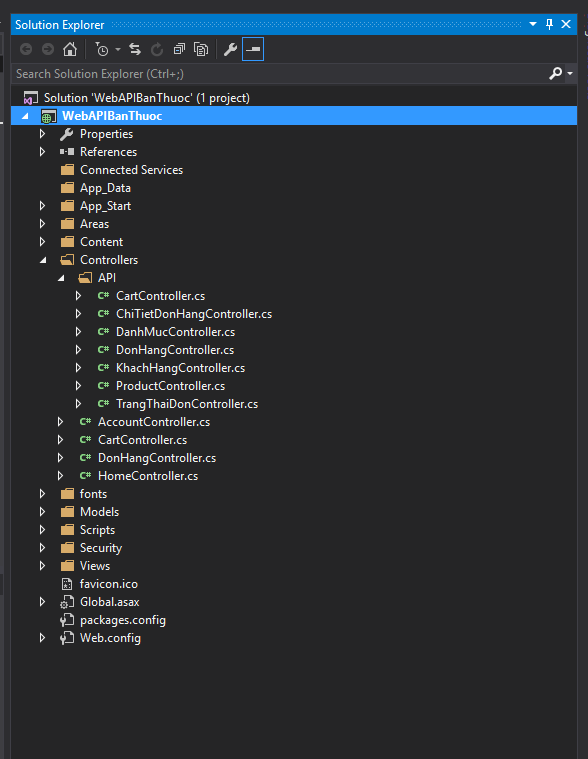 Solution Explorer
Search Solution Explorer (Ctrl+;)
Solution 'WebAPIBanThuoc' (1 project)
WebAPIBanThuoc
Properties
References
Connected Services
App_Data
App_Start
Areas
Content
Controllers
API
C# CartController.cs
C# ChiTietDonHangController.cs
C# DanhMucController.cs
C# DonHangController.cs
C# KhachHangController.cs
C# ProductController.cs
C# TrangThaiDonController.cs
C# AccountController.cs
C# CartController.cs
C# DonHangController.cs
C# HomeController.cs
fonts
Models
Scripts
Security
Views
favicon.ico
Global.asax
packages.config
Web.config